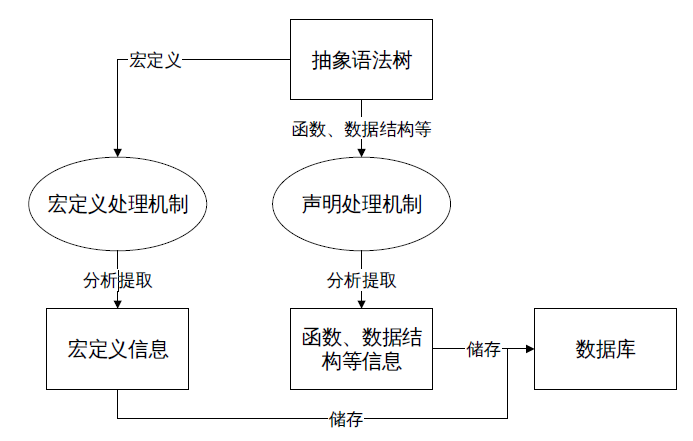 抽象语法树
宏定义
函数、数据结构等
宏定义处理机制
声明处理机制
分析提取
分析提取
宏定义信息
函数、数据结
构等信息
储存
数据库
储存